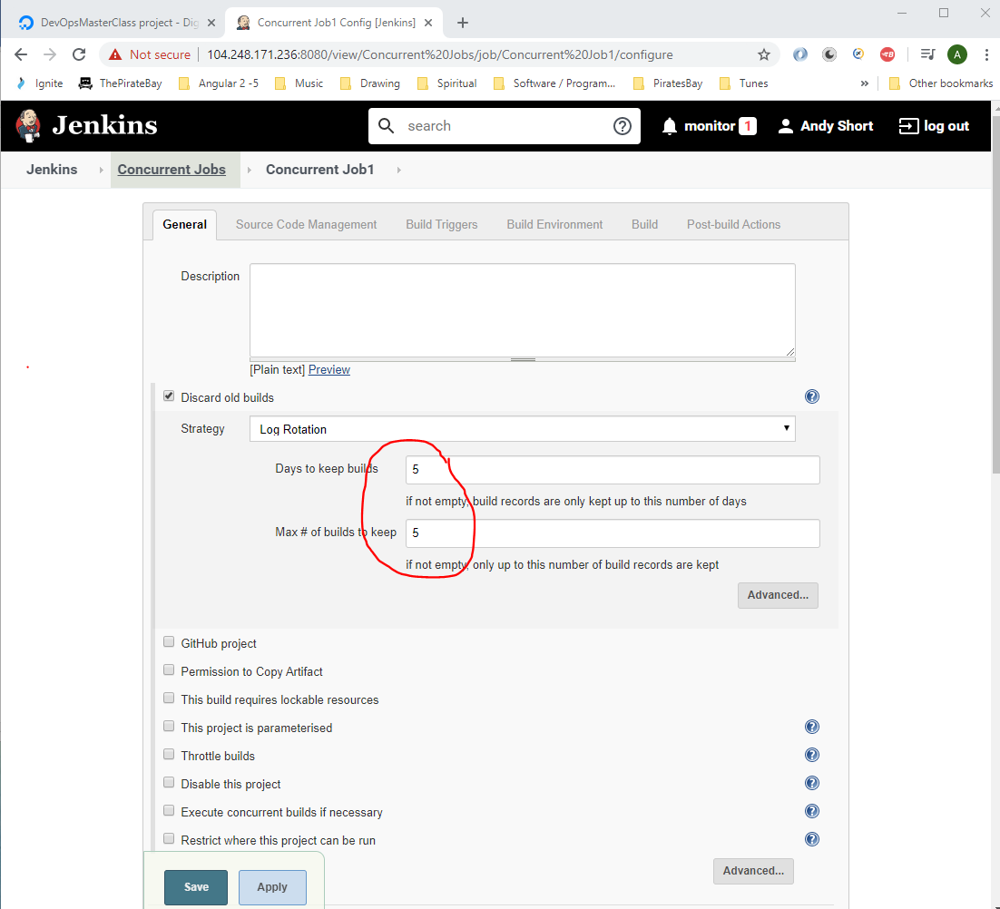 DevOpsMasterClass project - Dig
Concurrent Job1 Config [Jenkins]
Not secure
104.248.171.236:8080/view/Concurrent%20Jobs/job/Concurrent%20Job1/configure
A
Ignite ThePirateBay Angular 2 -5 Music Drawing Spiritual Software / Program... PiratesBay Tunes » Other bookmarks
Jenkins search monitor 1 Andy Short log out
Jenkins Concurrent Jobs Concurrent Job1
General Source Code Management Build Triggers Build Environment Build Post-build Actions
Description
[Plain text] Preview
Discard old builds
Strategy Log Rotation
Days to keep builds 5
if not empty, build records are only kept up to this number of days
Max # of builds to keep 5
if not empty, only up to this number of build records are kept
Advanced...
GitHub project
Permission to Copy Artifact
This build requires lockable resources
This project is parameterised
Throttle builds
Disable this project
Execute concurrent builds if necessary
Restrict where this project can be run
Advanced...
Save Apply